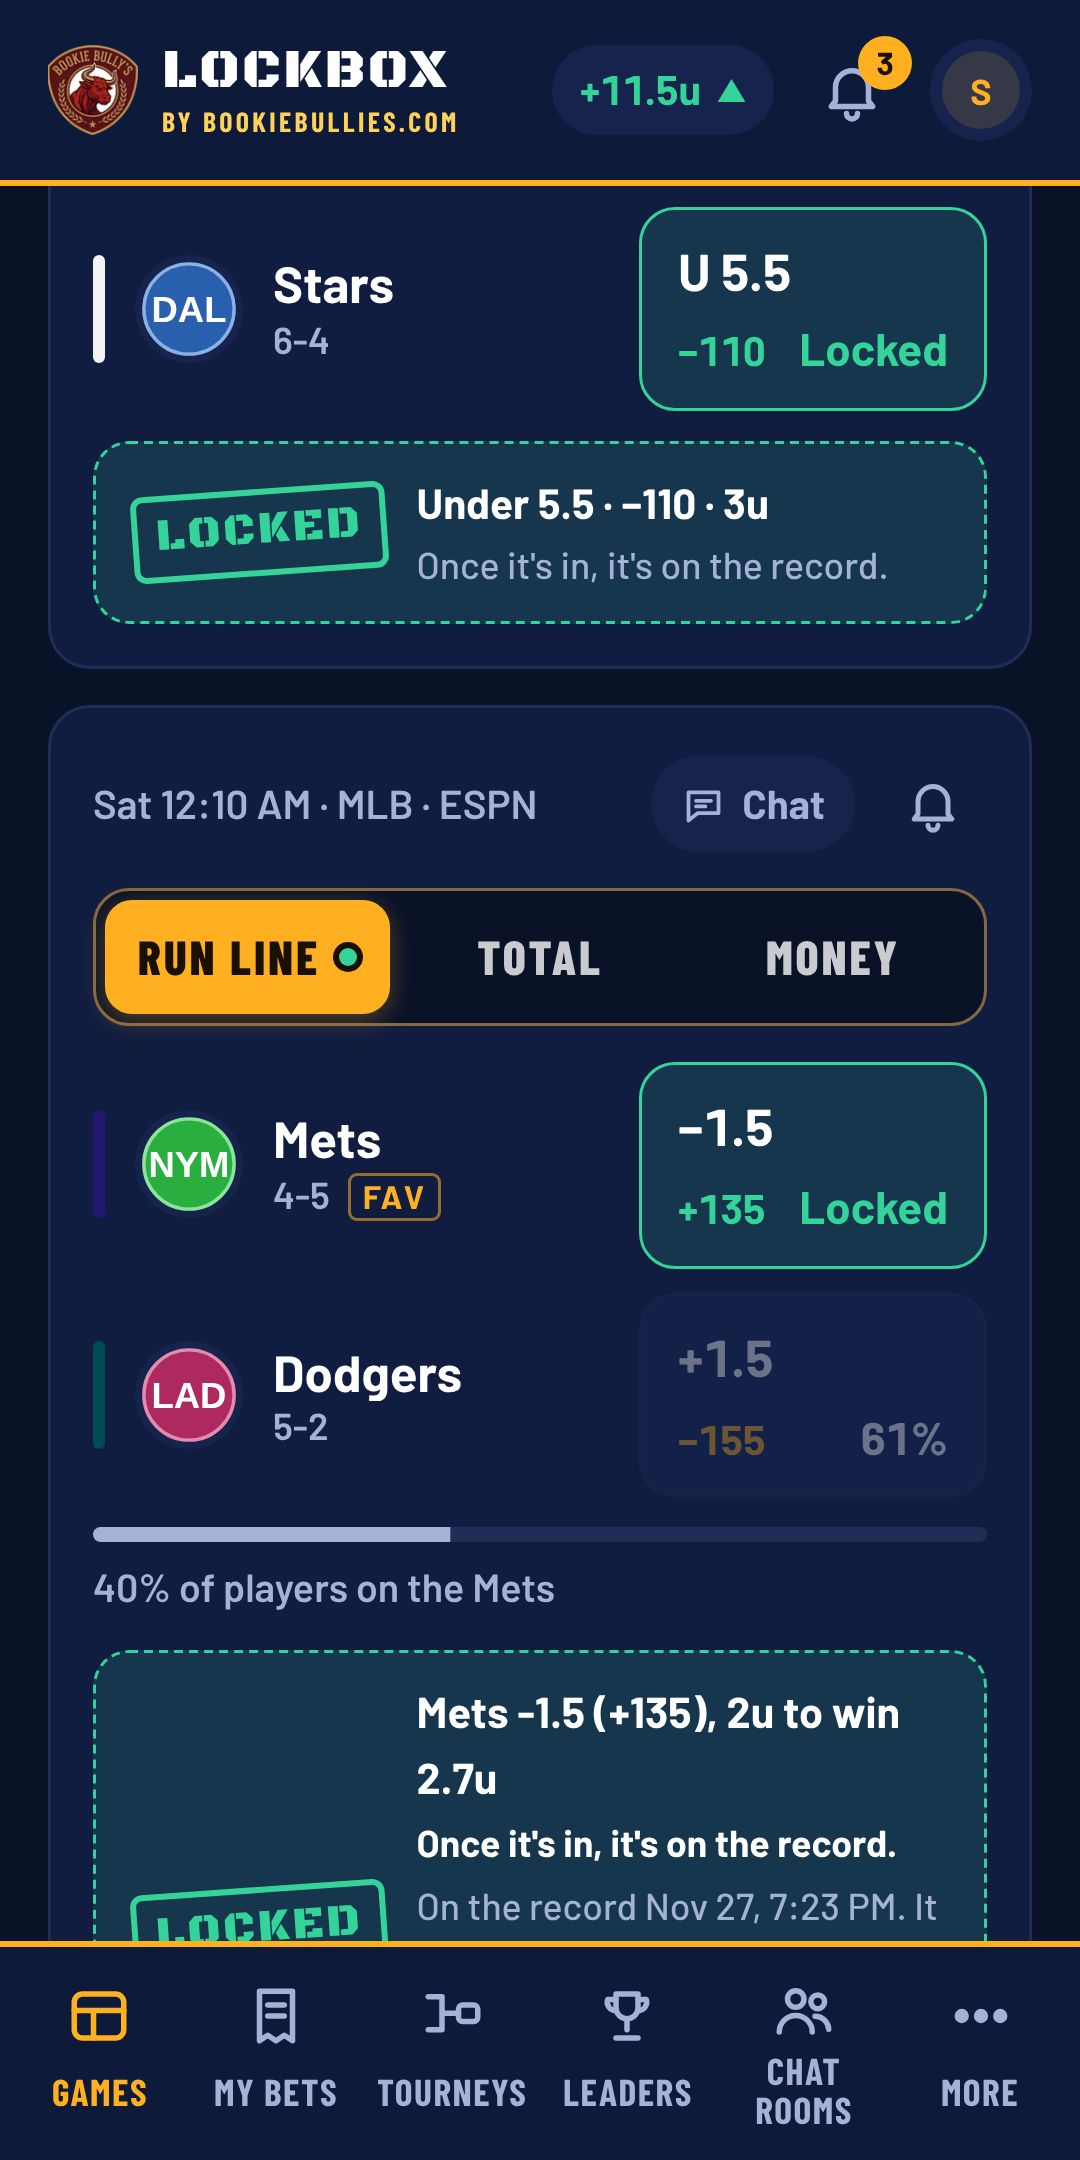 BOOKIE BULLY'S
LOCKBOX
BY BOOKIEBULLIES.COM
+11.5u ▲
3
S
DAL
Stars
6-4
U 5.5
−110 Locked
LOCKED
Under 5.5 · −110 · 3u
Once it's in, it's on the record.
Sat 12:10 AM · MLB · ESPN
Chat
RUN LINE
TOTAL
MONEY
NYM
Mets
4-5 FAV
−1.5
+135 Locked
LAD
Dodgers
5-2
+1.5
−155 61%
40% of players on the Mets
Mets -1.5 (+135), 2u to win
2.7u
Once it's in, it's on the record.
On the record Nov 27, 7:23 PM. It
LOCKED
GAMES
MY BETS
TOURNEYS
LEADERS
CHAT
ROOMS
MORE